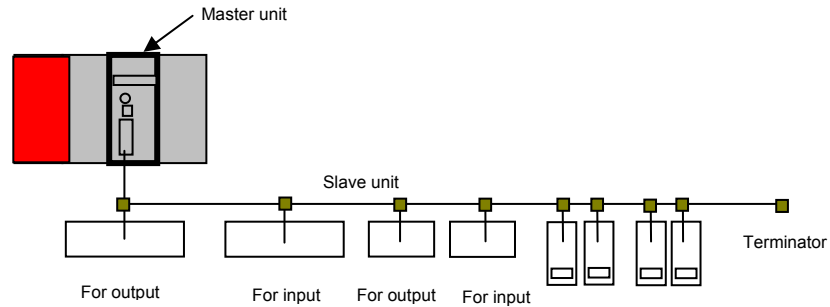 Master unit
Slave unit
Terminator
For output
For input
For output
For input